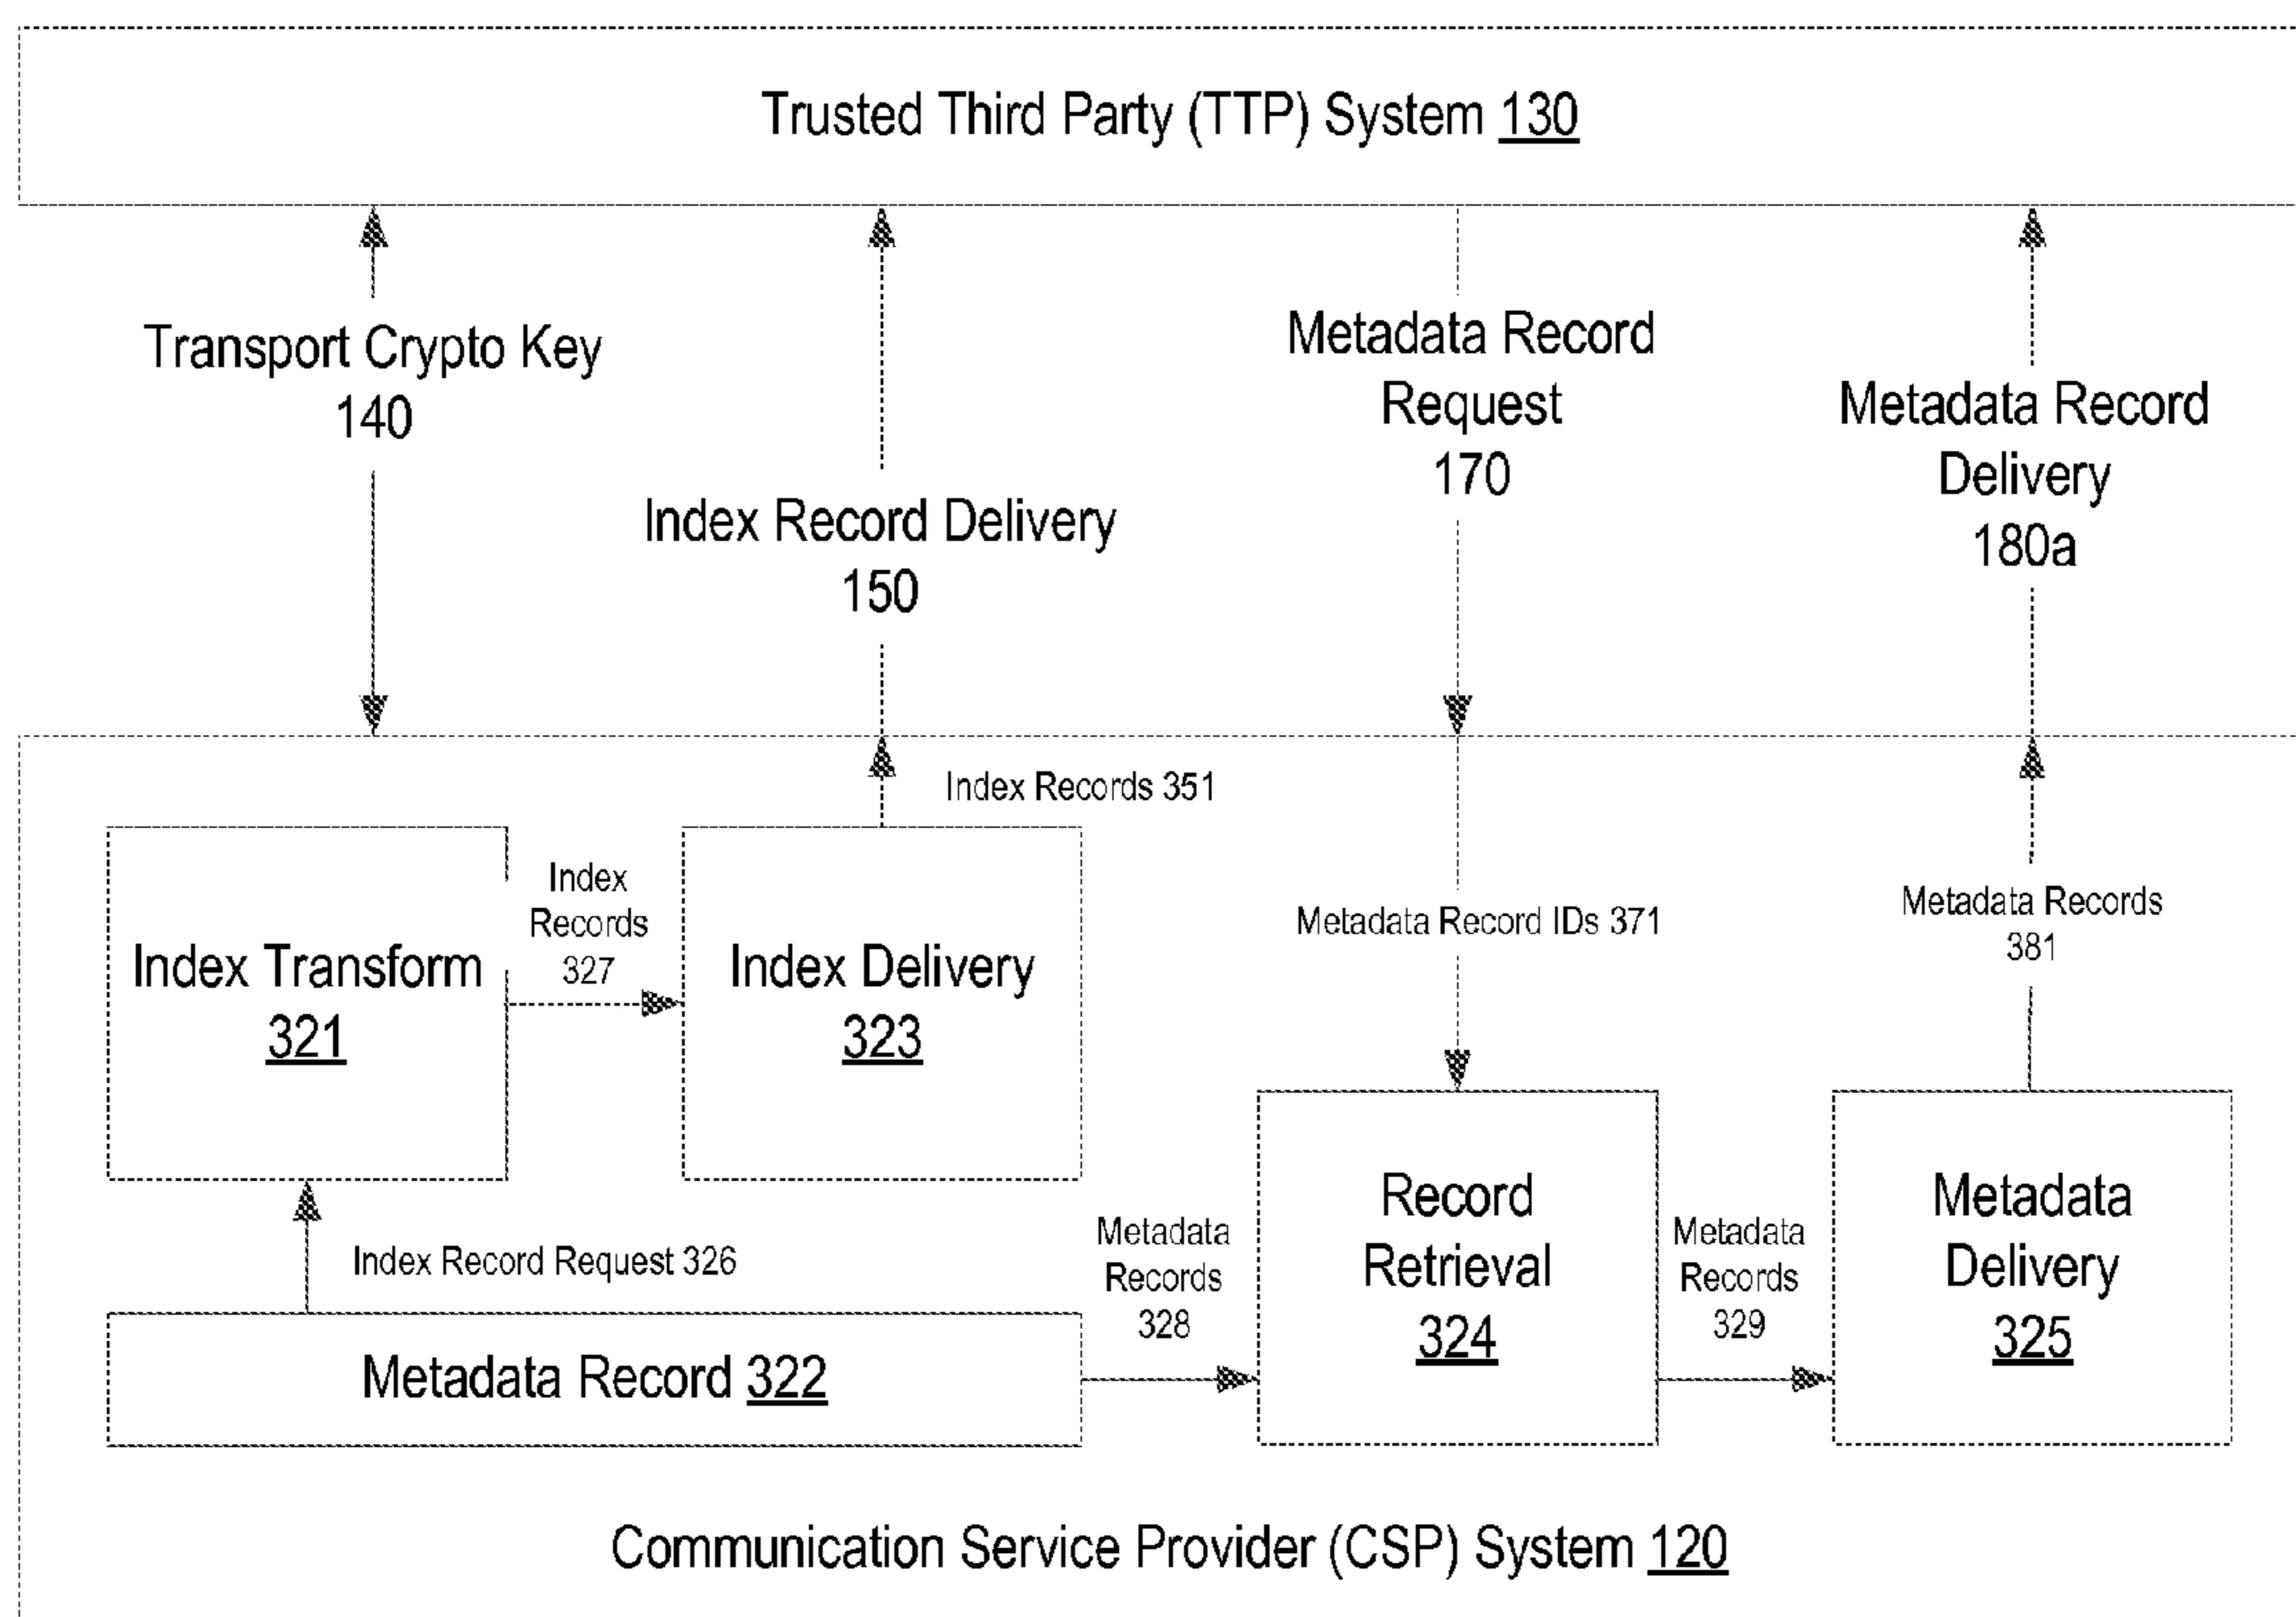 Trusted Third Party (TTP) System 130
Transport Crypto Key
140
Index Record Delivery
150
Metadata Record
Request
170
Metadata Record
Delivery
180a
Index Records 351
Index Transform
321
Index
Records
327
Index Delivery
323
Metadata Record IDs 371
Metadata Records
381
Index Record Request 326
Metadata Record 322
Metadata
Records
328
Record
Retrieval
324
Metadata
Records
329
Metadata
Delivery
325
Communication Service Provider (CSP) System 120